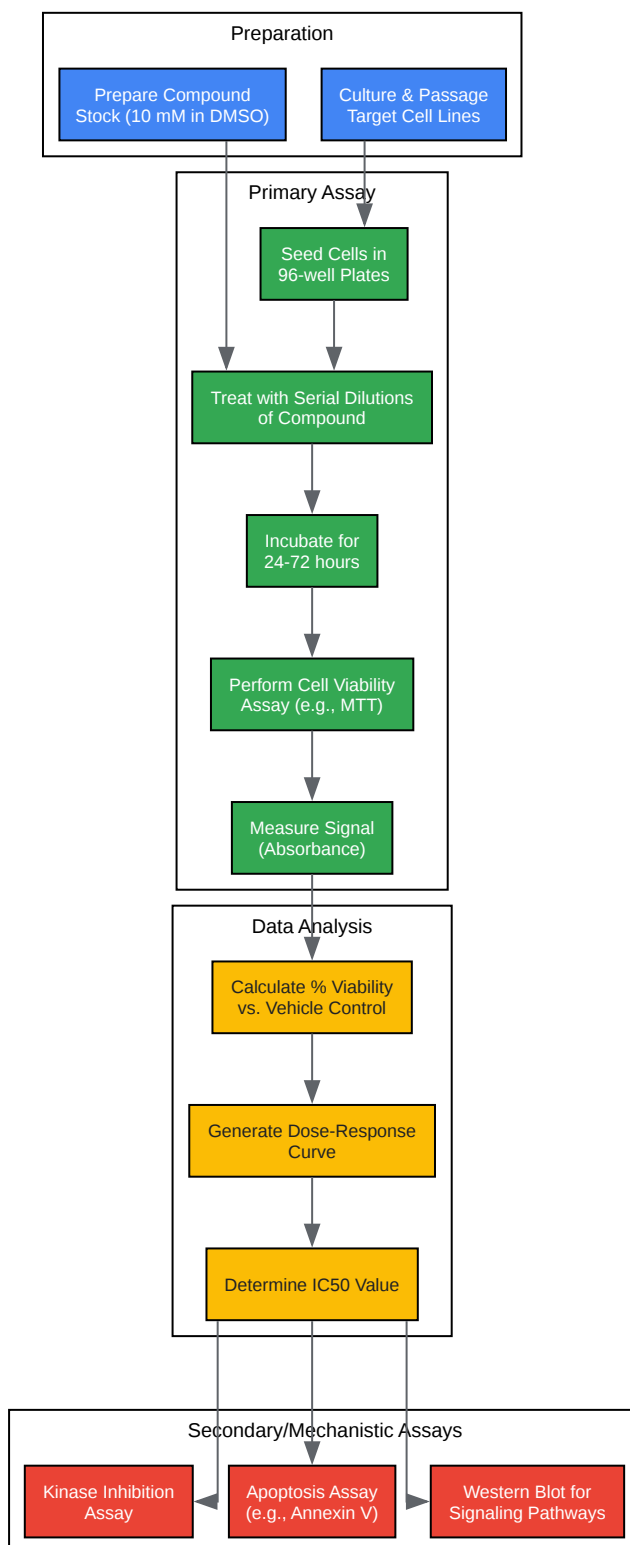 Preparation
Prepare Compound
Stock (10 mM in DMSO)
Culture & Passage
Target Cell Lines
Primary Assay
Seed Cells in
96-well Plates
Treat with Serial Dilutions
of Compound
Incubate for
24-72 hours
Perform Cell Viability
Assay (e.g., MTT)
Measure Signal
(Absorbance)
Data Analysis
Calculate % Viability
vs. Vehicle Control
Generate Dose-Response
Curve
Determine IC50 Value
Secondary/Mechanistic Assays
Kinase Inhibition
Assay
Apoptosis Assay
(e.g., Annexin V)
Western Blot for
Signaling Pathways